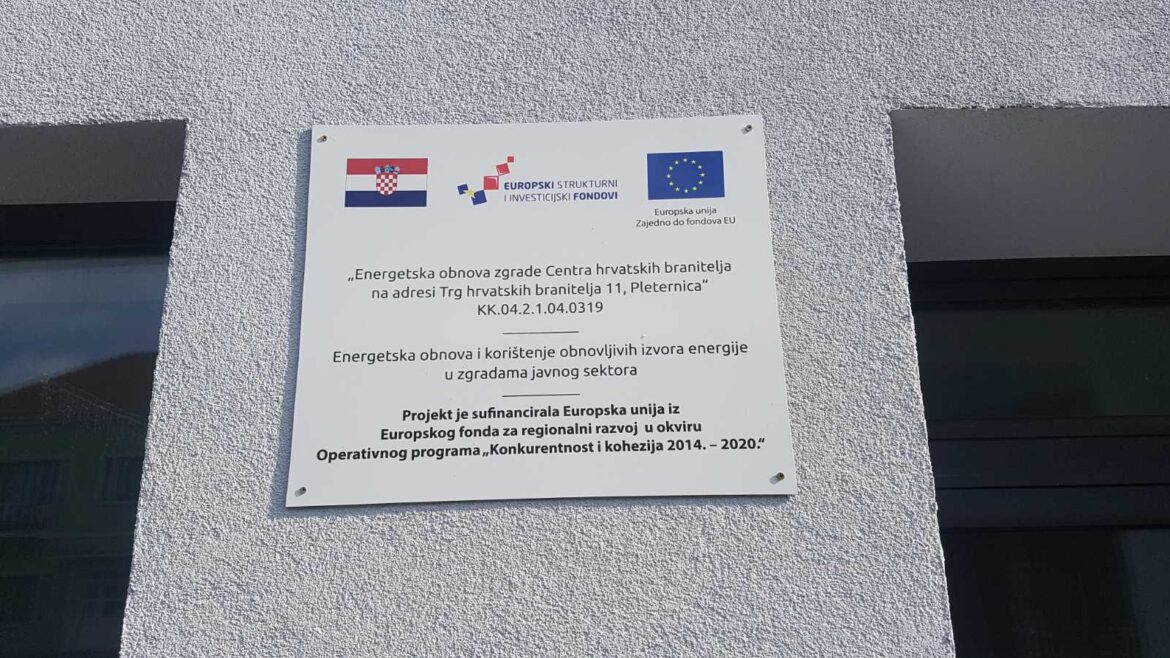 EUROPSKI STRUKTURNI
I INVESTICIJSKI FONDOVI
Europska unija
Zajedno do fondova EU
„Energetska obnova zgrade Centra hrvatskih branitelja
na adresi Trg hrvatskih branitelja 11, Pleternica“
KK.04.2.1.04.0319
Energetska obnova i korištenje obnovljivih izvora energije
u zgradama javnog sektora
Projekt je sufinancirala Europska unija iz
Europskog fonda za regionalni razvoj u okviru
Operativnog programa „Konkurentnost i kohezija 2014. – 2020.“